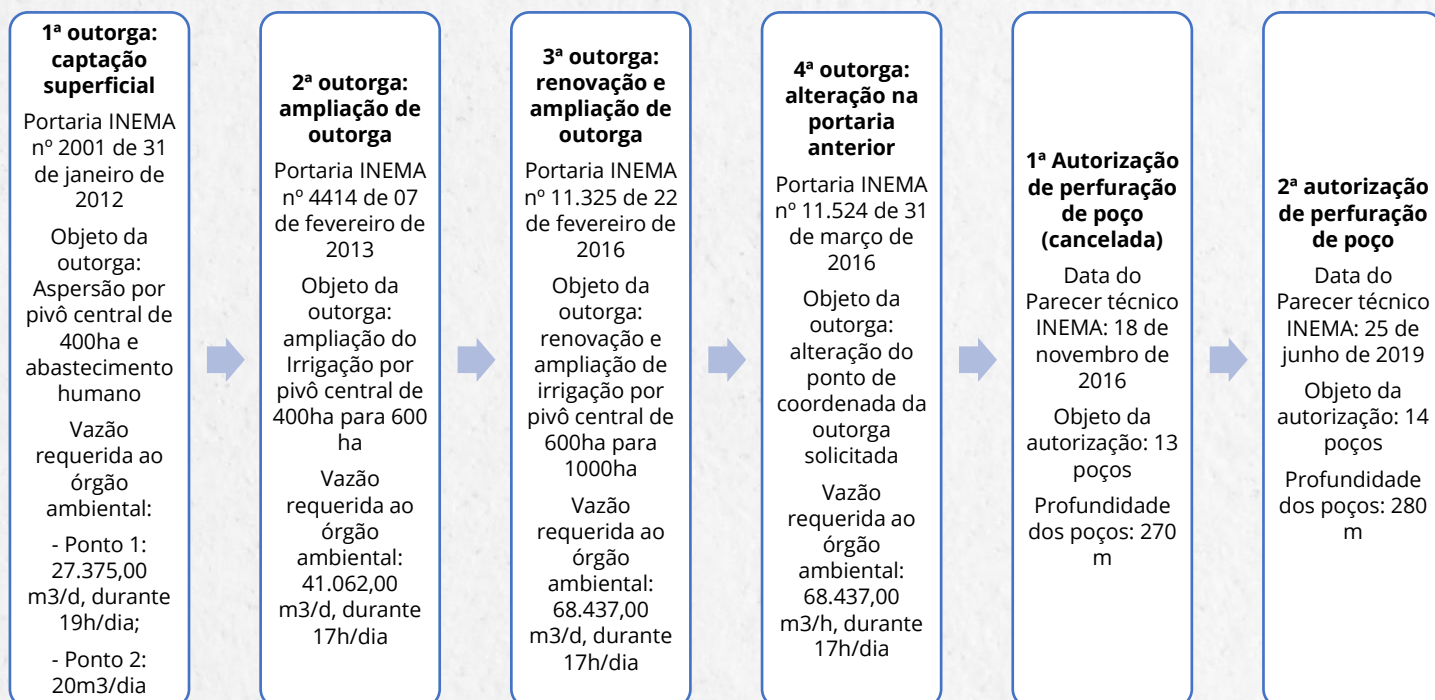 1ª outorga:
captação
superficial
Portaria INEMA
nº 2001 de 31
de janeiro de
2012
Objeto da
outorga:
Aspersão por
pivô central de
400ha e
abastecimento
humano
Vazão
requerida ao
órgão
ambiental:
- Ponto 1:
27.375,00
m3/d, durante
19h/dia;
- Ponto 2:
20m3/dia
2ª outorga:
ampliação de
outorga
Portaria INEMA
nº 4414 de 07
de fevereiro de
2013
Objeto da
outorga:
ampliação do
Irrigação por
pivô central de
400ha para 600
ha
Vazão
requerida ao
órgão
ambiental:
41.062,00
m3/d, durante
17h/dia
3ª outorga:
renovação e
ampliação de
outorga
Portaria INEMA
nº 11.325 de 22
de fevereiro de
2016
Objeto da
outorga:
renovação e
ampliação de
irrigação por
pivô central de
600ha para
1000ha
Vazão
requerida ao
órgão
ambiental:
68.437,00
m3/d, durante
17h/dia
4ª outorga:
alteração na
portaria
anterior
Portaria INEMA
nº 11.524 de 31
de março de
2016
Objeto da
outorga:
alteração do
ponto de
coordenada da
outorga
solicitada
Vazão
requerida ao
órgão
ambiental:
68.437,00
m3/h, durante
17h/dia
1ª Autorização
de perfuração
de poço
(cancelada)
Data do
Parecer técnico
INEMA: 18 de
novembro de
2016
Objeto da
autorização: 13
poços
Profundidade
dos poços: 270
m
2ª autorização
de perfuração
de poço
Data do
Parecer técnico
INEMA: 25 de
junho de 2019
Objeto da
autorização: 14
poços
Profundidade
dos poços: 280
m